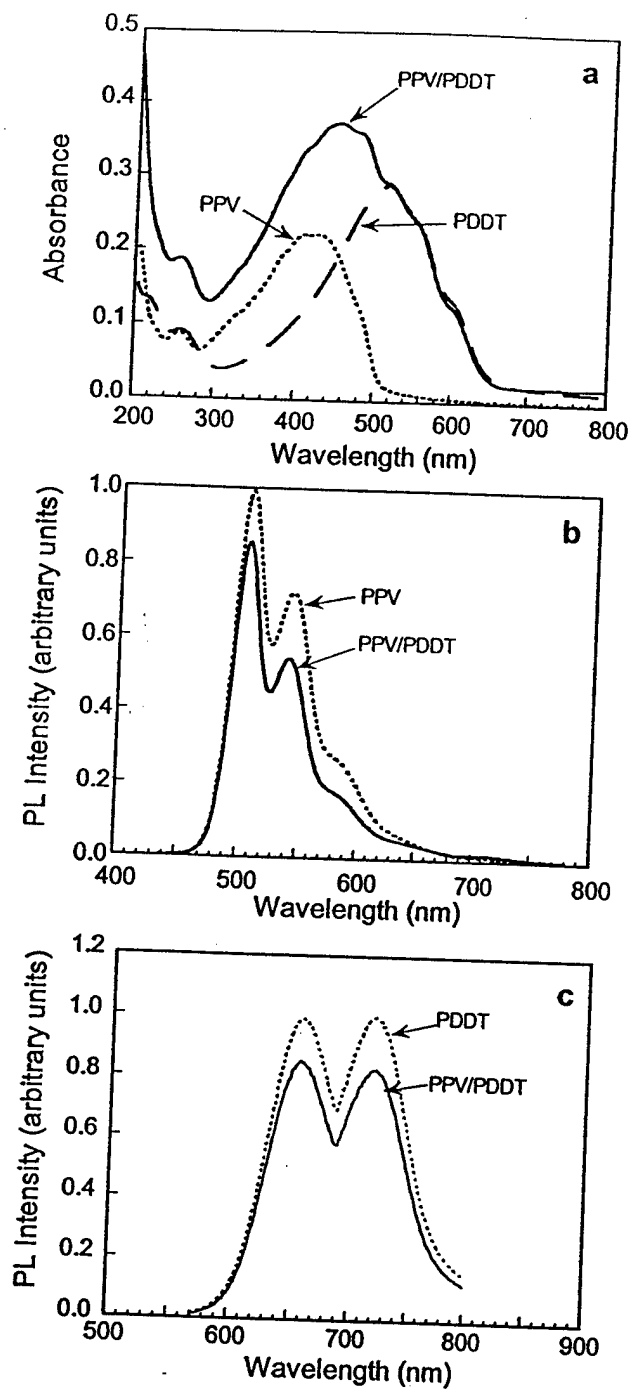 0.5
0.4
0.3
0.2
0.1
0.0
Absorbance
a
PPV/PDDT
PPV
PDDT
200 300 400 500 600 700 800
Wavelength (nm)
1.0
0.8
0.6
0.4
0.2
0.0
PL Intensity (arbitrary units)
b
PPV
PPV/PDDT
400 500 600 700 800
Wavelength (nm)
1.2
1.0
0.8
0.6
0.4
0.2
0.0
PL Intensity (arbitrary units)
c
PDDT
PPV/PDDT
500 600 700 800 900
Wavelength (nm)